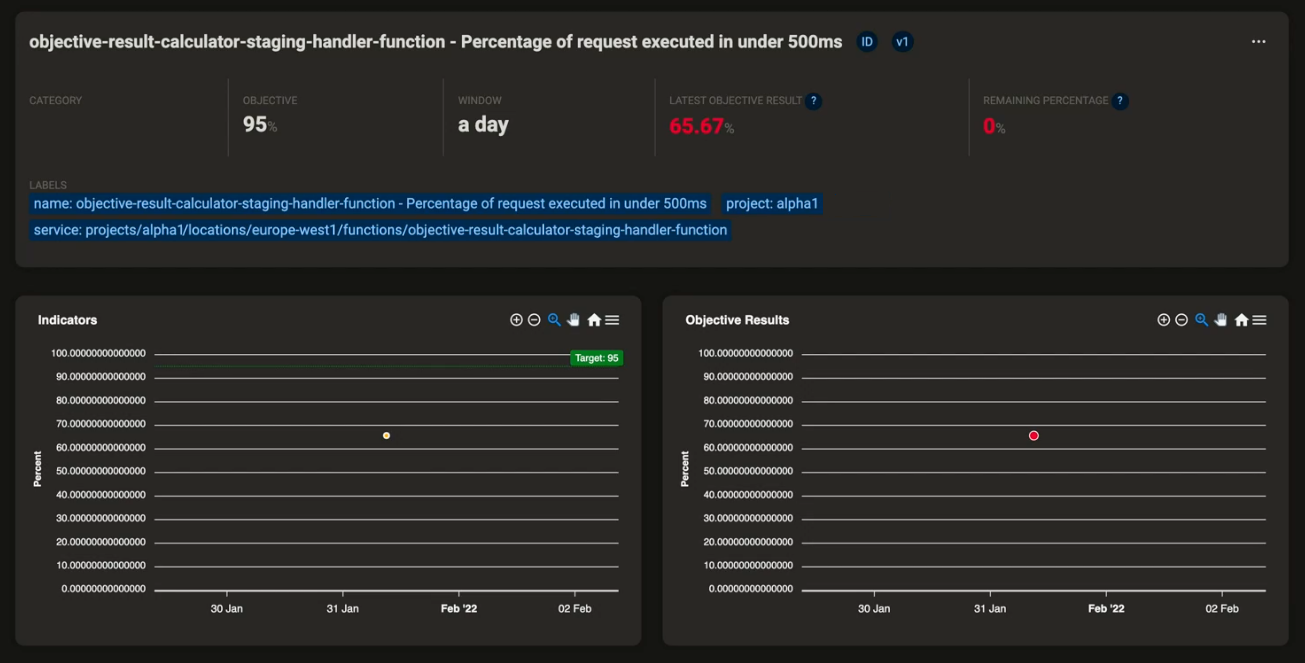 objective-result-calculator-staging-handler-function - Percentage of request executed in under 500ms ID v1
CATEGORY OBJECTIVE WINDOW LATEST OBJECTIVE RESULT ? REMAINING PERCENTAGE ?
95% a day 65.67% 0%
LABELS
name: objective-result-calculator-staging-handler-function - Percentage of request executed in under 500ms project: alpha1
service: projects/alpha1/locations/europe-west1/functions/objective-result-calculator-staging-handler-function
Indicators
100.00000000000000
Target: 95
90.00000000000000
80.00000000000000
70.00000000000000
60.00000000000000
50.00000000000000
40.00000000000000
30.00000000000000
20.00000000000000
10.00000000000000
0.00000000000000
Percent
30 Jan 31 Jan Feb '22 02 Feb
Objective Results
100.00000000000000
90.00000000000000
80.00000000000000
70.00000000000000
60.00000000000000
50.00000000000000
40.00000000000000
30.00000000000000
20.00000000000000
10.00000000000000
0.00000000000000
Percent
30 Jan 31 Jan Feb '22 02 Feb